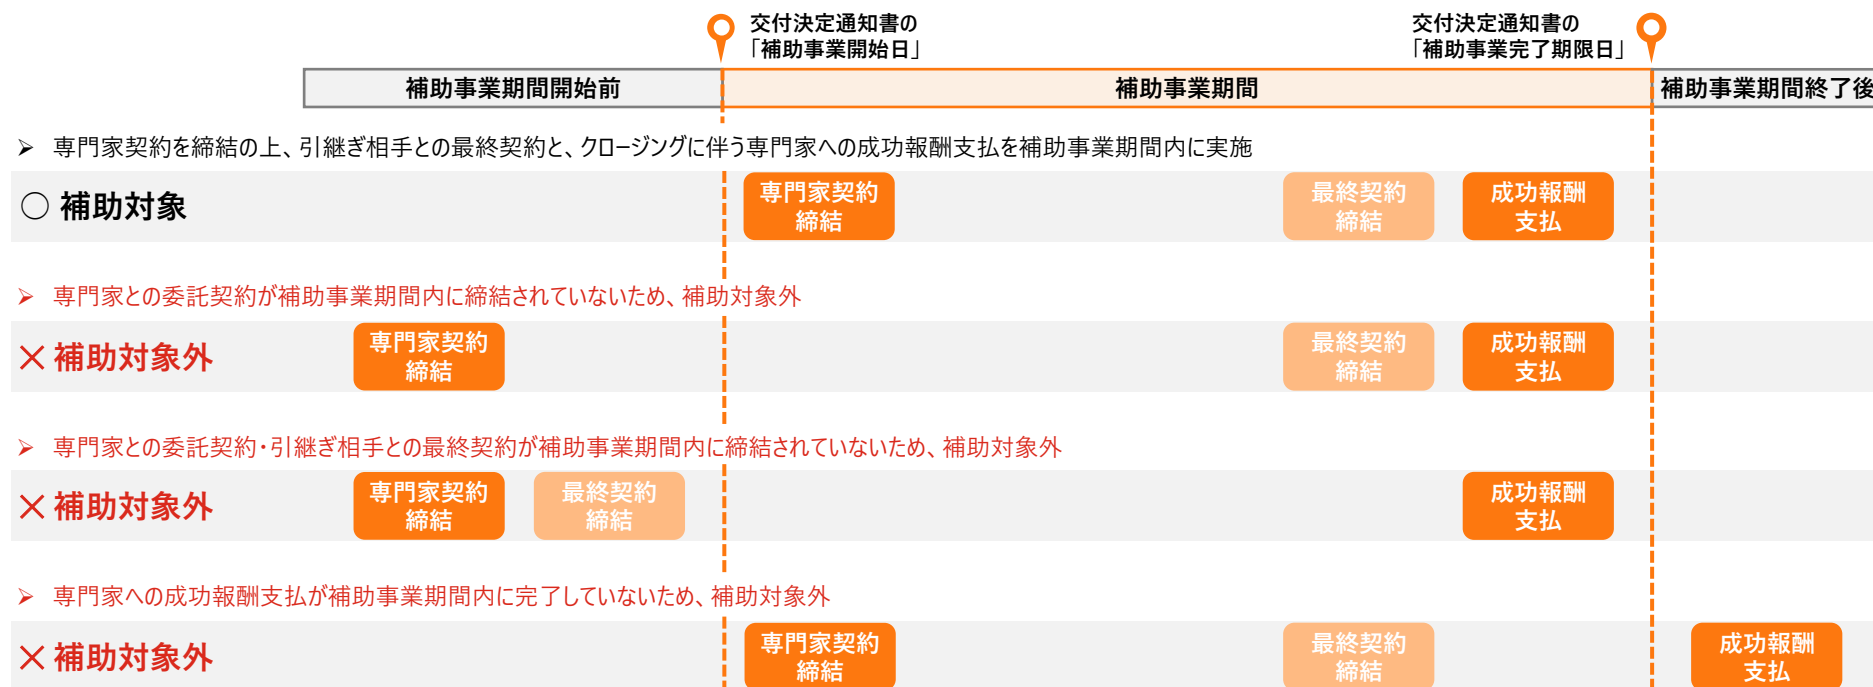 交付決定通知書の
「補助事業開始日」
交付決定通知書の
「補助事業完了期限日」
補助事業期間開始前
補助事業期間
補助事業期間終了後
➢ 専門家契約を締結の上、引継ぎ相手との最終契約と、クロージングに伴う専門家への成功報酬支払を補助事業期間内に実施
○ 補助対象
専門家契約
締結
最終契約
締結
成功報酬
支払
➢ 専門家との委託契約が補助事業期間内に締結されていないため、補助対象外
✕ 補助対象外
専門家契約
締結
最終契約
締結
成功報酬
支払
➢ 専門家との委託契約・引継ぎ相手との最終契約が補助事業期間内に締結されていないため、補助対象外
✕ 補助対象外
専門家契約
締結
最終契約
締結
成功報酬
支払
➢ 専門家への成功報酬支払が補助事業期間内に完了していないため、補助対象外
✕ 補助対象外
専門家契約
締結
最終契約
締結
成功報酬
支払